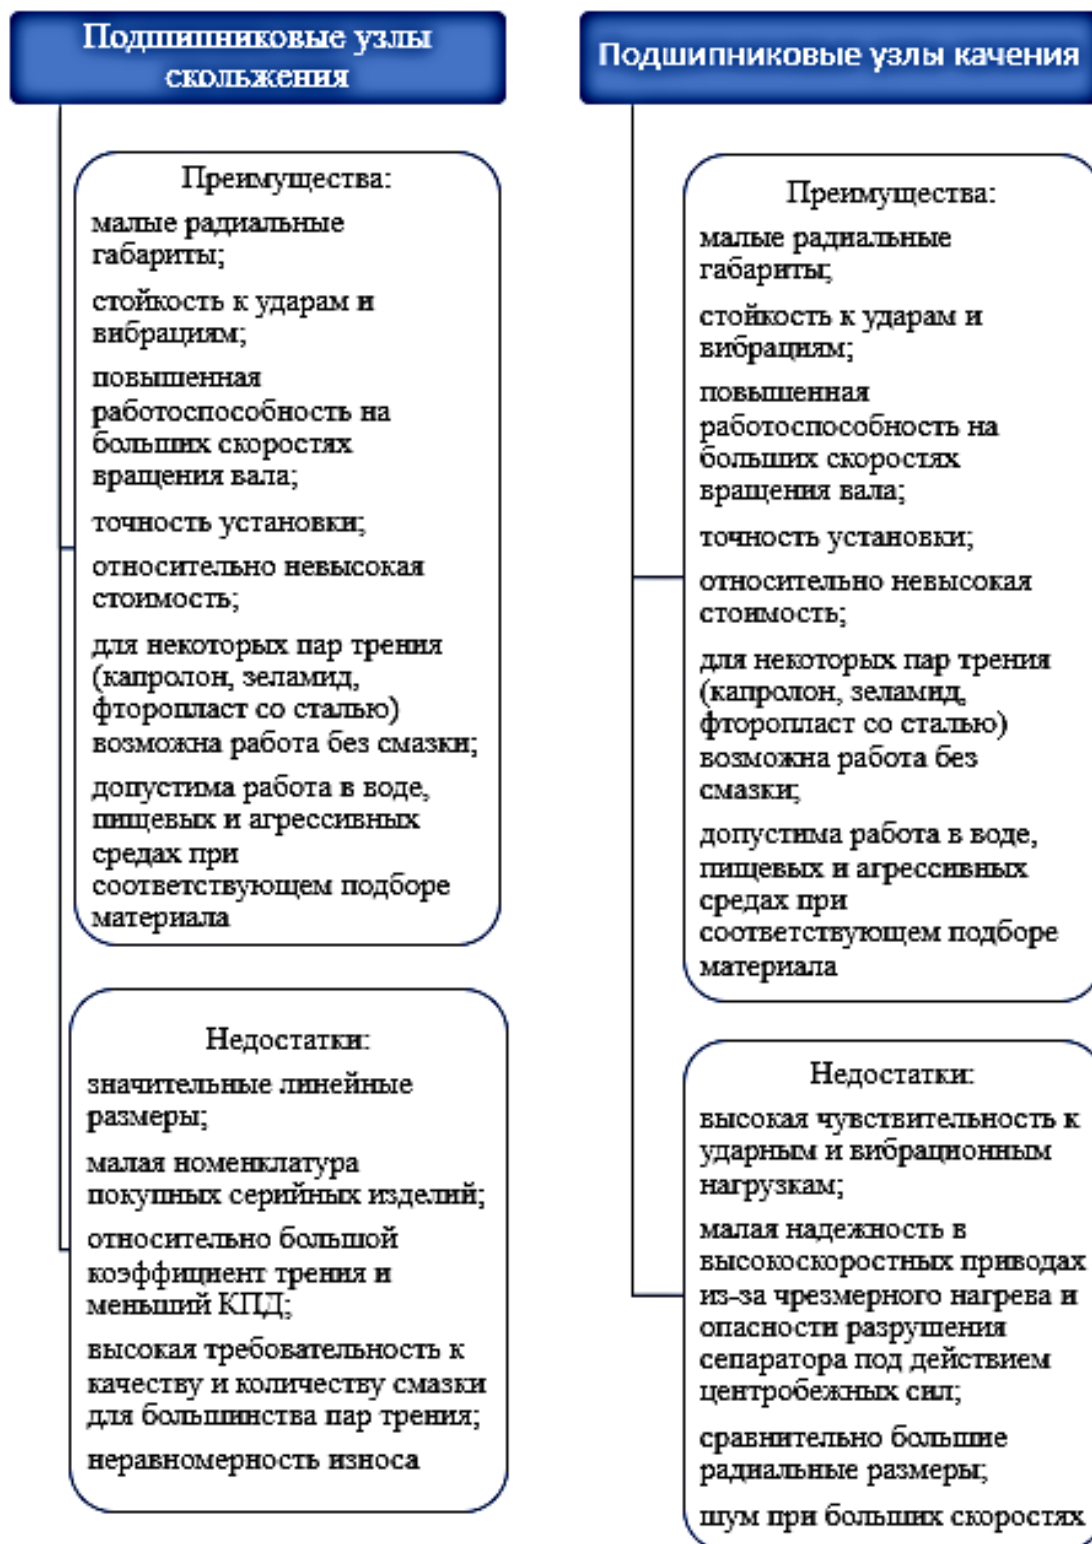 Подшипниковые узлы
скольжения
Преимущества:
малые радиальные
габариты;
стойкость к ударам и
вибрациям;
повышенная
работоспособность на
больших скоростях
вращения вала;
точность установки;
относительно невысокая
стоимость;
для некоторых пар трения
(капролон, зеламид,
фторопласт со сталью)
возможна работа без смазки;
допустима работа в воде,
пищевых и агрессивных
средах при
соответствующем подборе
материала
Недостатки:
значительные линейные
размеры;
малая номенклатура
покупных серийных изделий;
относительно большой
коэффициент трения и
меньший КПД;
высокая требовательность к
качеству и количеству смазки
для большинства пар трения;
неравномерность износа
Подшипниковые узлы качения
Преимущества:
малые радиальные
габариты;
стойкость к ударам и
вибрациям;
повышенная
работоспособность на
больших скоростях
вращения вала;
точность установки;
относительно невысокая
стоимость;
для некоторых пар трения
(капролон, зеламид,
фторопласт со сталью)
возможна работа без
смазки;
допустима работа в воде,
пищевых и агрессивных
средах при
соответствующем подборе
материала
Недостатки:
высокая чувствительность к
ударным и вибрационным
нагрузкам;
малая надежность в
высокоскоростных приводах
из-за чрезмерного нагрева и
опасности разрушения
сепаратора под действием
центробежных сил;
сравнительно большие
радиальные размеры;
шум при больших скоростях